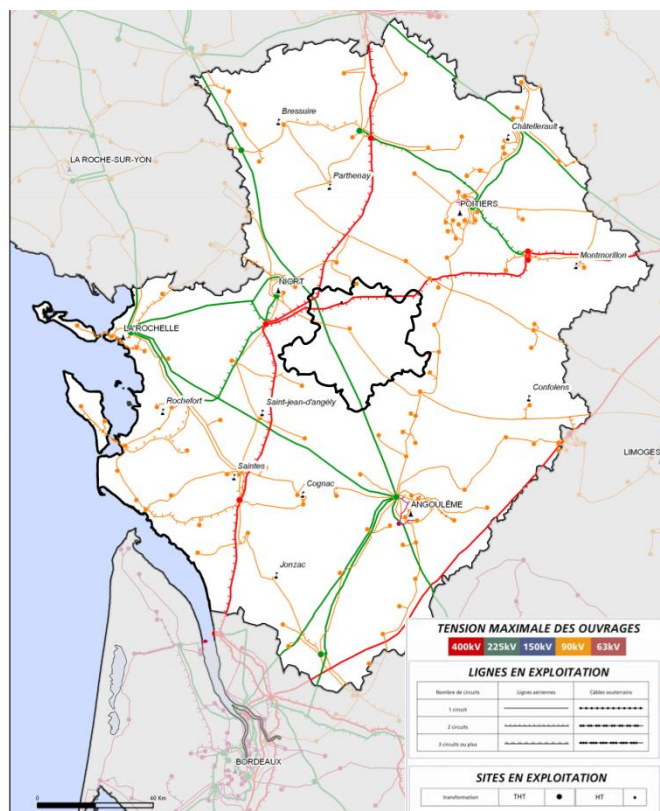 Bressuire
Châtellerault
LA ROCHE-SUR-YON
Parthenay
POITIERS
Montmorillon
NIORT
LA ROCHELLE
Confolens
Rochefort
Saint-jean-d'angély
LIMOGES
Saintes
Cognac
ANGOULÊME
Jonzac
TENSION MAXIMALE DES OUVRAGES
400kV 225kV 150kV 90kV 63kV
LIGNES EN EXPLOITATION
Nombre de circuits Lignes aériennes Câbles souterrains
1 circuit
2 circuits
3 circuits ou plus
BORDEAUX
SITES EN EXPLOITATION
transformation THT HT
0 40 Km